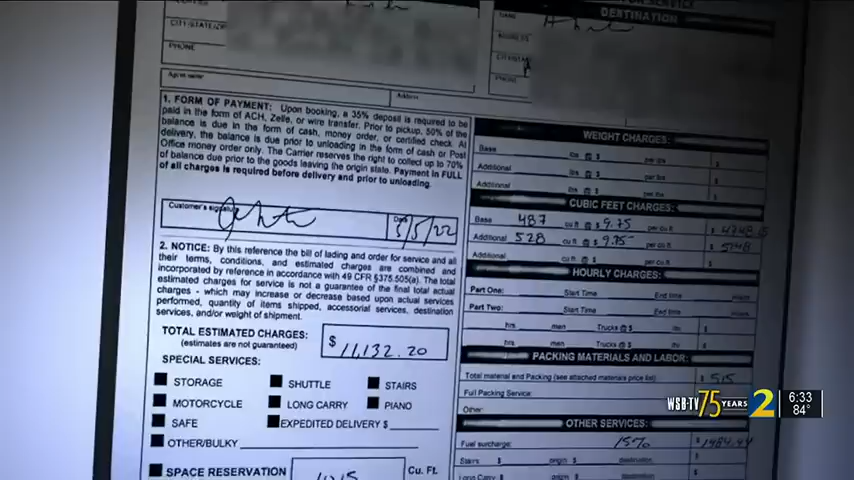 OR SERVICE
DESTINATION
NAME
ADDRESS
CITY/STATE/ZIP
PHONE
PHONE
Agent name:
Address:
1. FORM OF PAYMENT: Upon booking, a 35% deposit is required to be
paid in the form of ACH, Zelle, or wire transfer. Prior to pickup, 50% of the
balance is due in the form of cash, money order, or certified check. At
delivery, the balance is due prior to unloading in the form of cash or Post
Office money order only. The Carrier reserves the right to collect up to 70%
of balance due prior to the goods leaving the origin state. Payment in FULL
of all charges is required before delivery and prior to unloading.
Customer's signature
Date
5/5/22
2. NOTICE: By this reference the bill of lading and order for service and all
their terms, conditions, and estimated charges are combined and
incorporated by reference in accordance with 49 CFR §375.505(a). The total
estimated charges for service is not a guarantee of the final total actual
charges - which may increase or decrease based upon actual services
performed, quantity of items shipped, accessorial services, destination
services, and/or weight of shipment.
TOTAL ESTIMATED CHARGES:
(estimates are not guaranteed)
$ 11,132.20
SPECIAL SERVICES:
STORAGE SHUTTLE STAIRS
MOTORCYCLE LONG CARRY PIANO
SAFE EXPEDITED DELIVERY $
OTHER/BULKY
SPACE RESERVATION 1015 Cu. Ft.
WEIGHT CHARGES:
Base lbs @ $ per lbs $
Additional lbs @ $ per lbs $
Additional lbs @ $ per lbs $
CUBIC FEET CHARGES:
Base 487 cu ft @ $ 9.75 per cu ft $ 4748.25
Additional 528 cu ft @ $ 9.75 per cu ft $ 5148
Additional cu ft @ $ per cu ft $
HOURLY CHARGES:
Part One: Start Time End time hours
Part Two: Start Time End time hours
hrs men Trucks @ $ $
hrs men Trucks @ $ $
PACKING MATERIALS AND LABOR:
Total material and Packing (see attached materials price list) $ 515
Full Packing Service:
Other:
OTHER SERVICES:
Fuel surcharge: 15% $ 1484.44
Stairs $ origin $ destination $
Long Carry $ origin $
WSB-TV 75 YEARS 2
6:33
84°